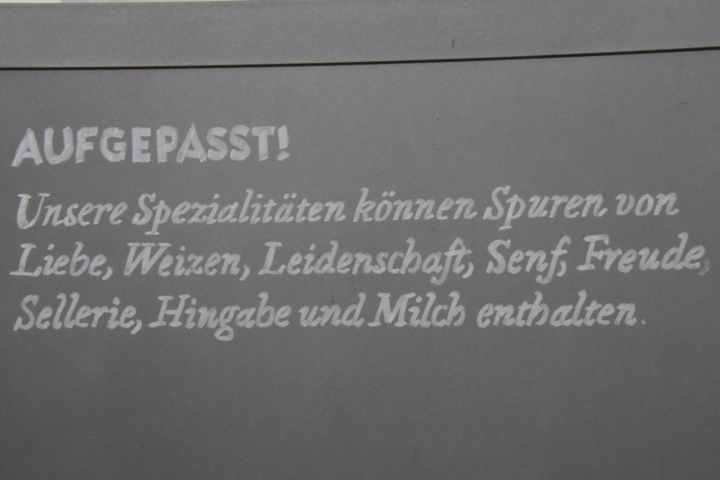 AUFGEPASST!
Unsere Spezialitäten können Spuren von
Liebe, Weizen, Leidenschaft, Senf, Freude,
Sellerie, Hingabe und Milch enthalten.